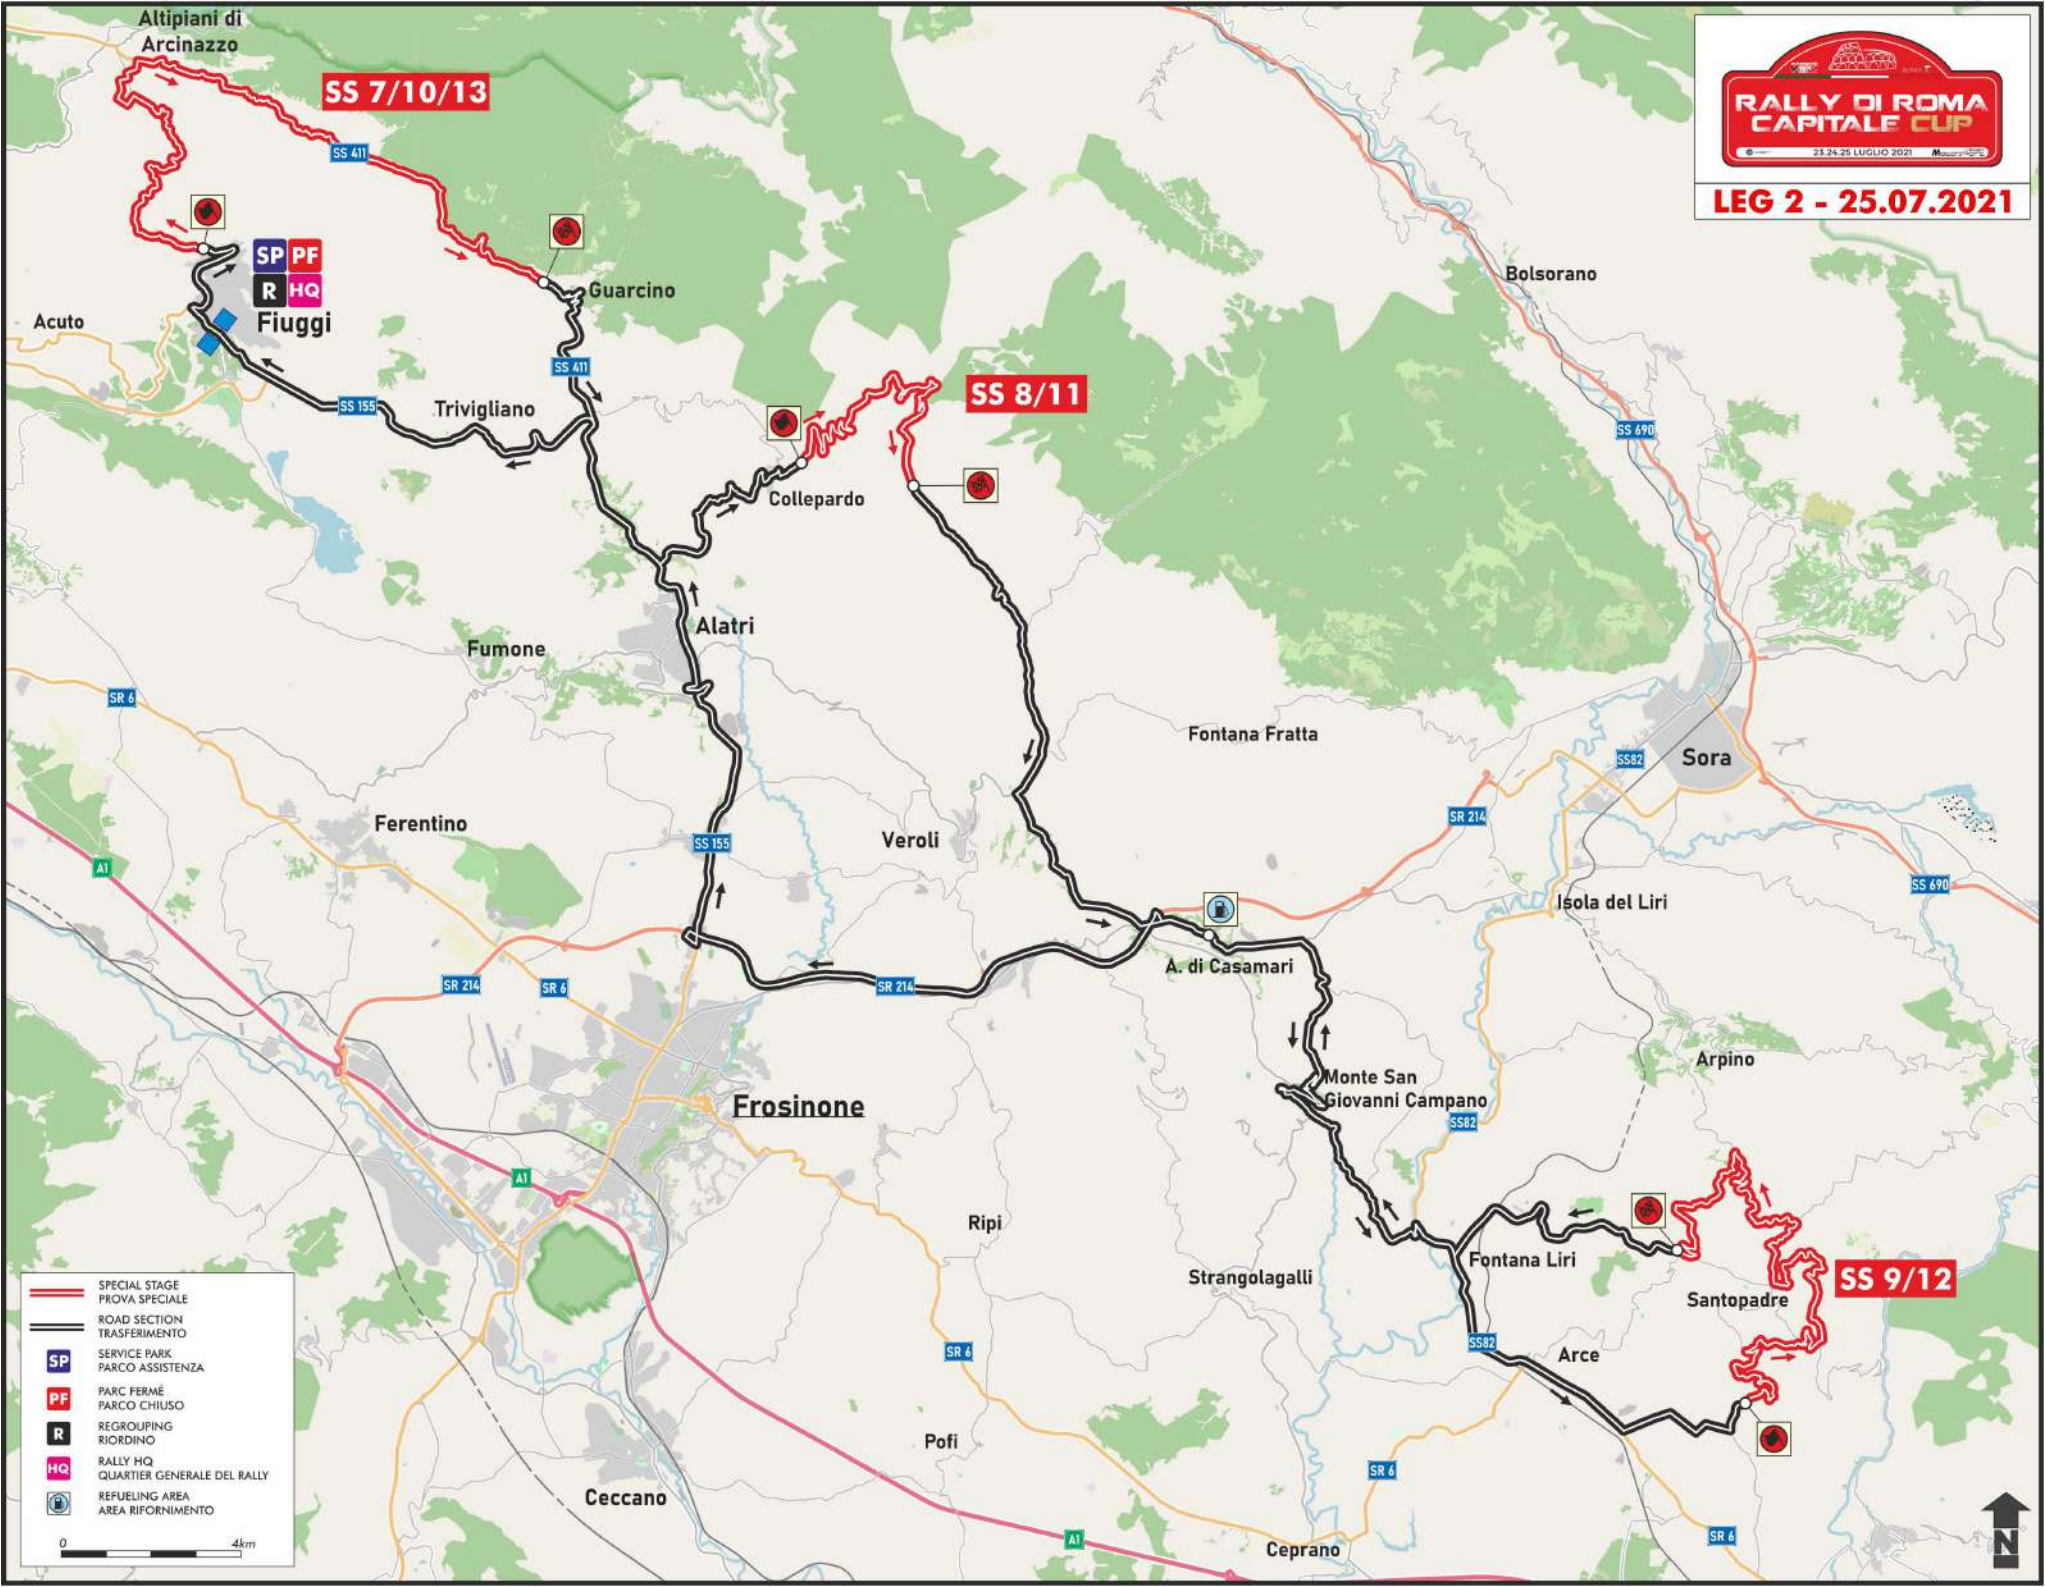 Altipiani di
Arcinazzo
SS 7/10/13
RALLY DI ROMA
CAPITALE CUP
23.24.25 LUGLIO 2021
LEG 2 - 25.07.2021
SS 411
SP PF
R HQ
Fiuggi
Guarcino
Acuto
Bolsorano
SS 411
SS 155
Trivigliano
SS 8/11
SS 690
Collepardo
Alatri
Fumone
SR 6
Fontana Fratta
SS82
Sora
SR 214
Ferentino
SS 155
Veroli
A1
SS 690
Isola del Liri
A. di Casamari
SR 214
SR 6
SR 214
Arpino
Monte San
Giovanni Campano
Frosinone
SS82
A1
Ripi
Fontana Liri
Strangolagalli
SS 9/12
Santopadre
SS82
SR 6
Arce
Pofi
SR 6
Ceccano
A1
Ceprano
SR 6
SPECIAL STAGE
PROVA SPECIALE
ROAD SECTION
TRASFERIMENTO
SP
SERVICE PARK
PARCO ASSISTENZA
PF
PARC FERMÉ
PARCO CHIUSO
R
REGROUPING
RIORDINO
HQ
RALLY HQ
QUARTIER GENERALE DEL RALLY
REFUELING AREA
AREA RIFORNIMENTO
0 4km
N